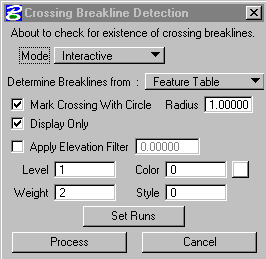 Crossing Breakline Detection
About to check for existence of crossing breaklines.
Mode Interactive
Determine Breaklines from : Feature Table
Mark Crossing With Circle Radius 1.00000
Display Only
Apply Elevation Filter 0.00000
Level 1 Color 0
Weight 2 Style 0
Set Runs
Process Cancel